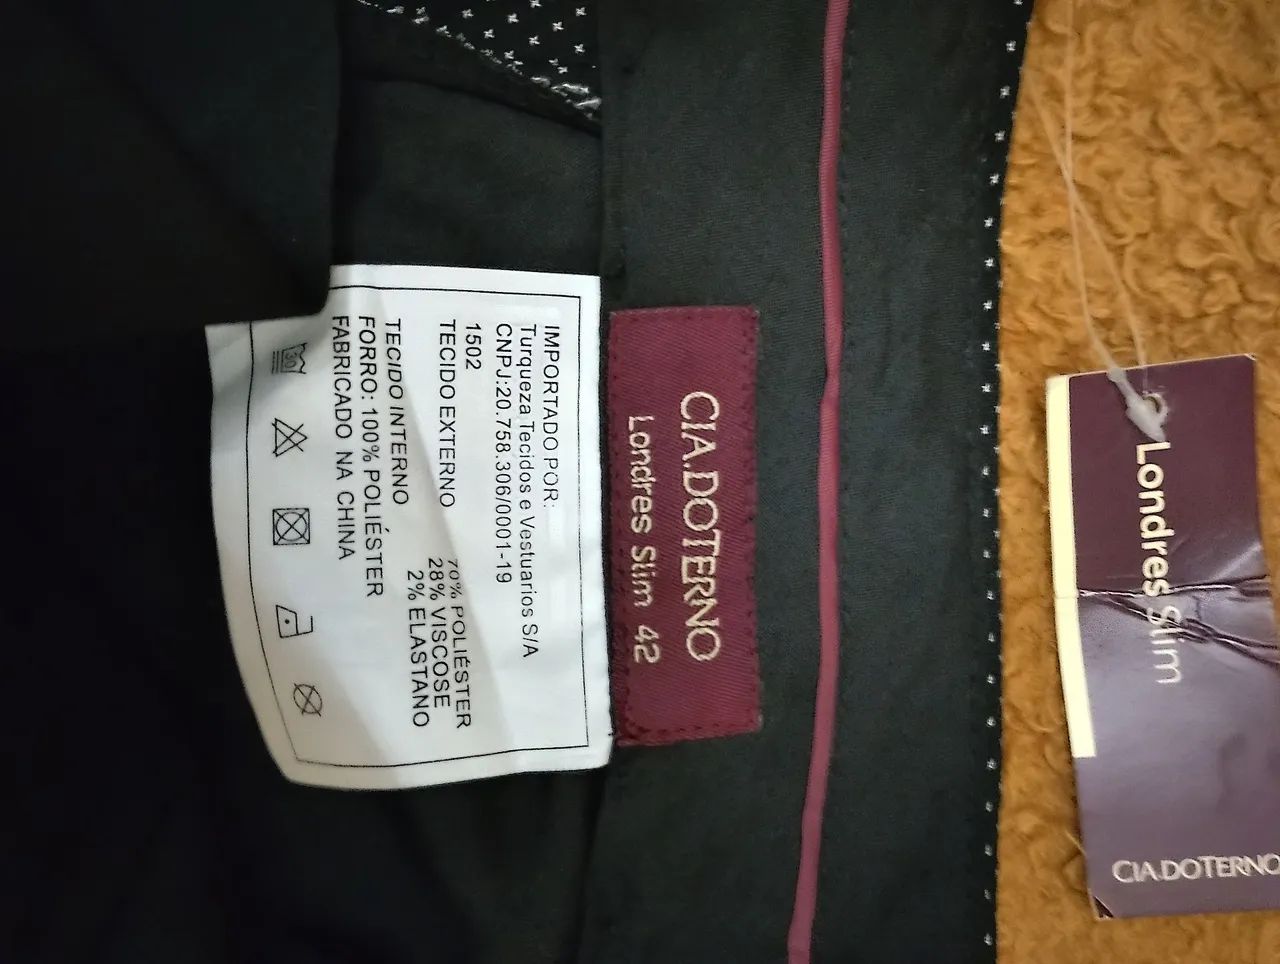 IMPORTADO POR:
Turqueza Tecidos e Vestuarios S/A
CNPJ:20.758.306/0001-19
1502
TECIDO EXTERNO
70% POLIÉSTER
28% VISCOSE
2% ELASTANO
TECIDO INTERNO
FORRO: 100% POLIÉSTER
FABRICADO NA CHINA
30
CIA.DOTERNO
Londres Slim 42
Londres Slim
CIA.DOTERNO